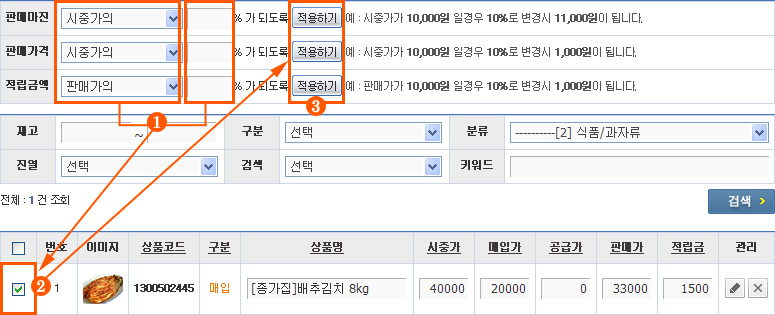 판매마진 시중가의 % 가 되도록 적용하기 예 : 시중가가 10,000원 일경우 10%로 변경시 11,000원이 됩니다.
판매가격 시중가의 % 가 되도록 적용하기 예 : 시중가가 10,000원 일경우 10%로 변경시 1,000원이 됩니다.
적립금액 판매가의 % 가 되도록 적용하기 예 : 판매가가 10,000원 일경우 10%로 변경시 1,000원이 됩니다.
1 3
재고 ~ 구분 선택 분류 ----------[2] 식품/과자류
진열 선택 검색 선택 키워드
전체 : 1 건 조회 검색
번호 이미지 상품코드 구분 상품명 시중가 매입가 공급가 판매가 적립금 관리
2 1 1300502445 매입 [종가집]배추김치 8kg 40000 20000 0 33000 1500